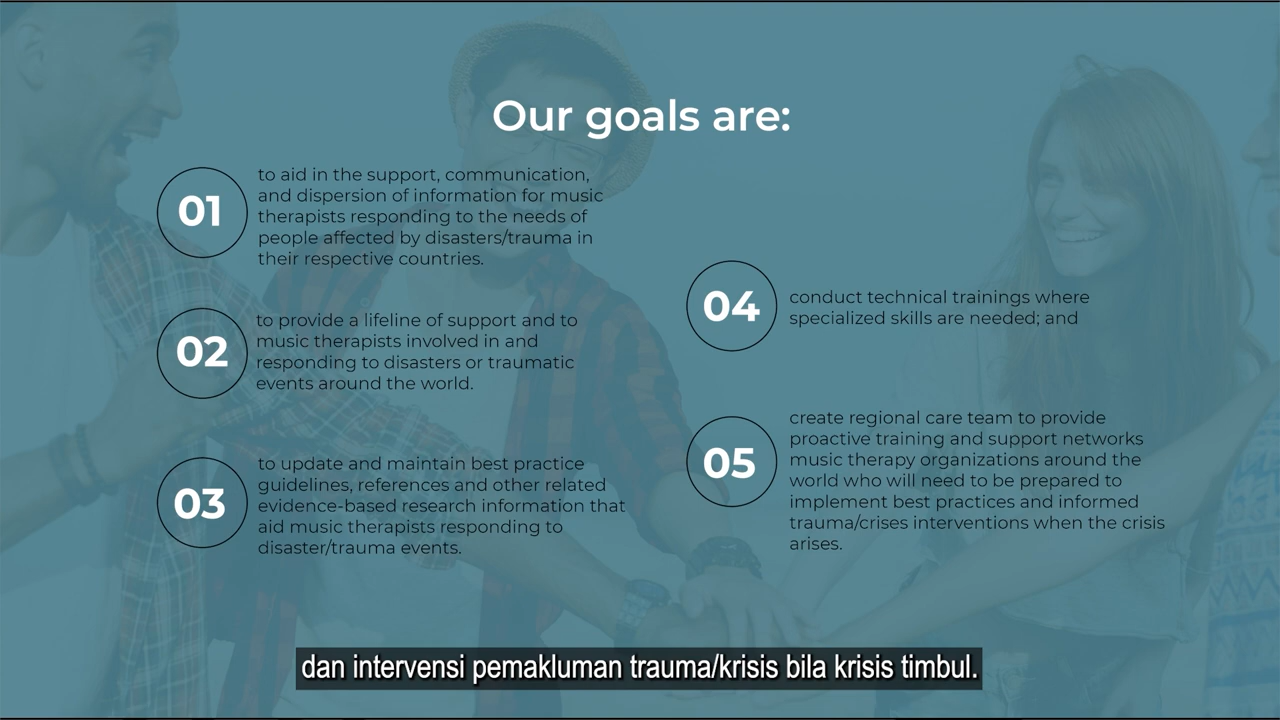 Our goals are:
01
to aid in the support, communication,
and dispersion of information for music
therapists responding to the needs of
people affected by disasters/trauma in
their respective countries.
02
to provide a lifeline of support and to
music therapists involved in and
responding to disasters or traumatic
events around the world.
03
to update and maintain best practice
guidelines, references and other related
evidence-based research information that
aid music therapists responding to
disaster/trauma events.
04
conduct technical trainings where
specialized skills are needed; and
05
create regional care team to provide
proactive training and support networks
music therapy organizations around the
world who will need to be prepared to
implement best practices and informed
trauma/crises interventions when the crisis
arises.
dan intervensi pemakluman trauma/krisis bila krisis timbul.